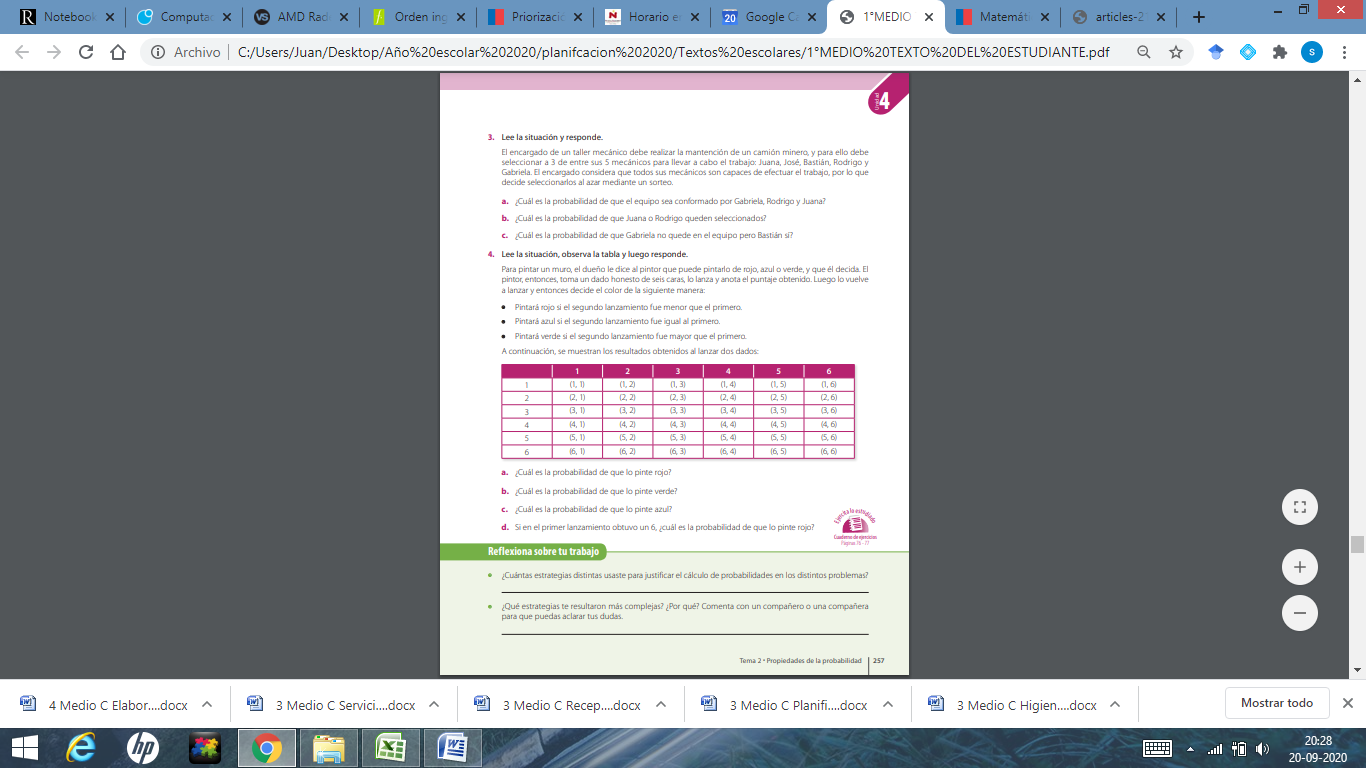 Notebook
Computac
AMD Rad
Orden ing
Priorizació
Horario e
Google Ca
1°MEDIO
Matemáti
articles-2
Archivo | C:/Users/Juan/Desktop/Año%20escolar%202020/planifcacion%202020/Textos%20escolares/1°MEDIO%20TEXTO%20DEL%20ESTUDIANTE.pdf
Unidad 4
3. Lee la situación y responde.
El encargado de un taller mecánico debe realizar la mantención de un camión minero, y para ello debe
seleccionar a 3 de entre sus 5 mecánicos para llevar a cabo el trabajo: Juana, José, Bastián, Rodrigo y
Gabriela. El encargado considera que todos sus mecánicos son capaces de efectuar el trabajo, por lo que
decide seleccionarlos al azar mediante un sorteo.
a. ¿Cuál es la probabilidad de que el equipo sea conformado por Gabriela, Rodrigo y Juana?
b. ¿Cuál es la probabilidad de que Juana o Rodrigo queden seleccionados?
c. ¿Cuál es la probabilidad de que Gabriela no quede en el equipo pero Bastián sí?
4. Lee la situación, observa la tabla y luego responde.
Para pintar un muro, el dueño le dice al pintor que puede pintarlo de rojo, azul o verde, y que él decida. El
pintor, entonces, toma un dado honesto de seis caras, lo lanza y anota el puntaje obtenido. Luego lo vuelve
a lanzar y entonces decide el color de la siguiente manera:
• Pintará rojo si el segundo lanzamiento fue menor que el primero.
• Pintará azul si el segundo lanzamiento fue igual al primero.
• Pintará verde si el segundo lanzamiento fue mayor que el primero.
A continuación, se muestran los resultados obtenidos al lanzar dos dados:
1 2 3 4 5 6
1 (1, 1) (1, 2) (1, 3) (1, 4) (1, 5) (1, 6)
2 (2, 1) (2, 2) (2, 3) (2, 4) (2, 5) (2, 6)
3 (3, 1) (3, 2) (3, 3) (3, 4) (3, 5) (3, 6)
4 (4, 1) (4, 2) (4, 3) (4, 4) (4, 5) (4, 6)
5 (5, 1) (5, 2) (5, 3) (5, 4) (5, 5) (5, 6)
6 (6, 1) (6, 2) (6, 3) (6, 4) (6, 5) (6, 6)
a. ¿Cuál es la probabilidad de que lo pinte rojo?
b. ¿Cuál es la probabilidad de que lo pinte verde?
c. ¿Cuál es la probabilidad de que lo pinte azul?
d. Si en el primer lanzamiento obtuvo un 6, ¿cuál es la probabilidad de que lo pinte rojo?
Ejercita lo estudiado
Cuaderno de ejercicios
Páginas 76 - 77
Reflexiona sobre tu trabajo
• ¿Cuántas estrategias distintas usaste para justificar el cálculo de probabilidades en los distintos problemas?
• ¿Qué estrategias te resultaron más complejas? ¿Por qué? Comenta con un compañero o una compañera
para que puedas aclarar tus dudas.
Tema 2 • Propiedades de la probabilidad | 257
4 Medio C Elabor....docx
3 Medio C Servici....docx
3 Medio C Recep....docx
3 Medio C Planifi....docx
3 Medio C Higien....docx
Mostrar todo
20:28
20-09-2020